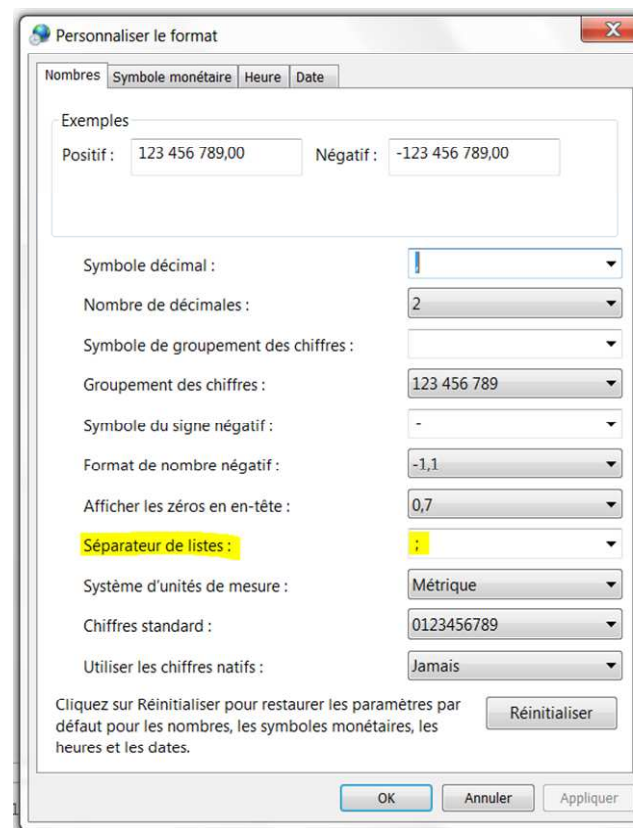 Personnaliser le format
X
Nombres Symbole monétaire Heure Date
Exemples
Positif : 123 456 789,00 Négatif : -123 456 789,00
Symbole décimal : ,
Nombre de décimales : 2
Symbole de groupement des chiffres :
Groupement des chiffres : 123 456 789
Symbole du signe négatif : -
Format de nombre négatif : -1,1
Afficher les zéros en en-tête : 0,7
Séparateur de listes : ;
Système d'unités de mesure : Métrique
Chiffres standard : 0123456789
Utiliser les chiffres natifs : Jamais
Cliquez sur Réinitialiser pour restaurer les paramètres par
défaut pour les nombres, les symboles monétaires, les
heures et les dates.
Réinitialiser
OK Annuler Appliquer